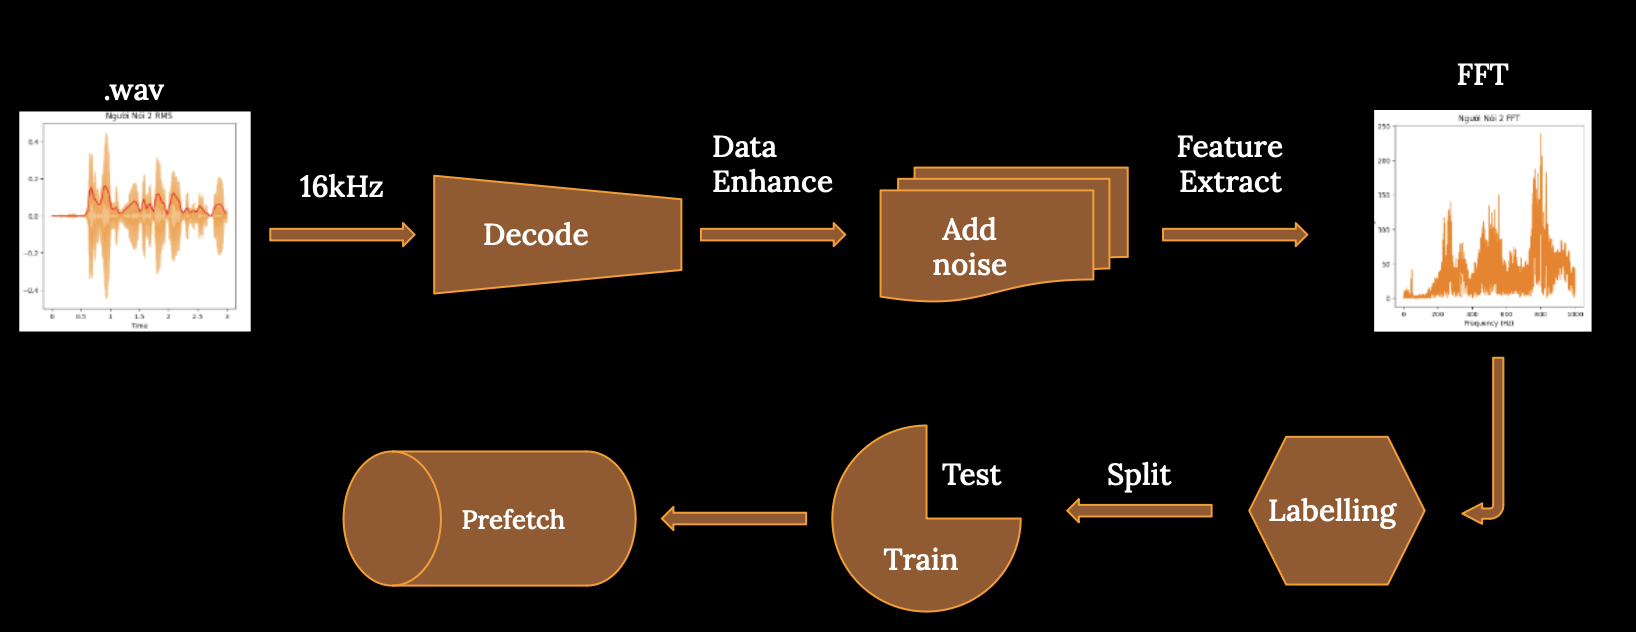 .wav
Người Nói 2 RMS
0.4
0.2
0.0
−0.2
−0.4
0 0.5 1 1.5 2 2.5 3
Time
16kHz
Decode
Data
Enhance
Add
noise
Feature
Extract
FFT
Người Nói 2 FFT
250
200
150
100
50
0
0 200 400 600 800 1000
Frequency (Hz)
Labelling
Split
Test
Train
Prefetch